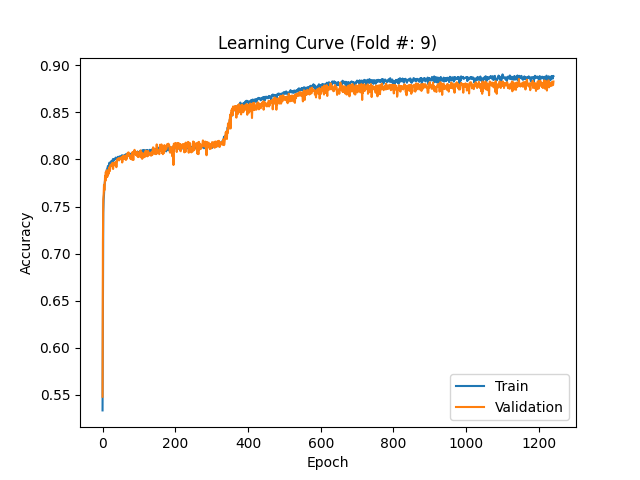 Learning Curve (Fold #: 9)
0.90
0.85
0.80
0.75
0.70
0.65
0.60
0.55
Accuracy
Train
Validation
0 200 400 600 800 1000 1200
Epoch